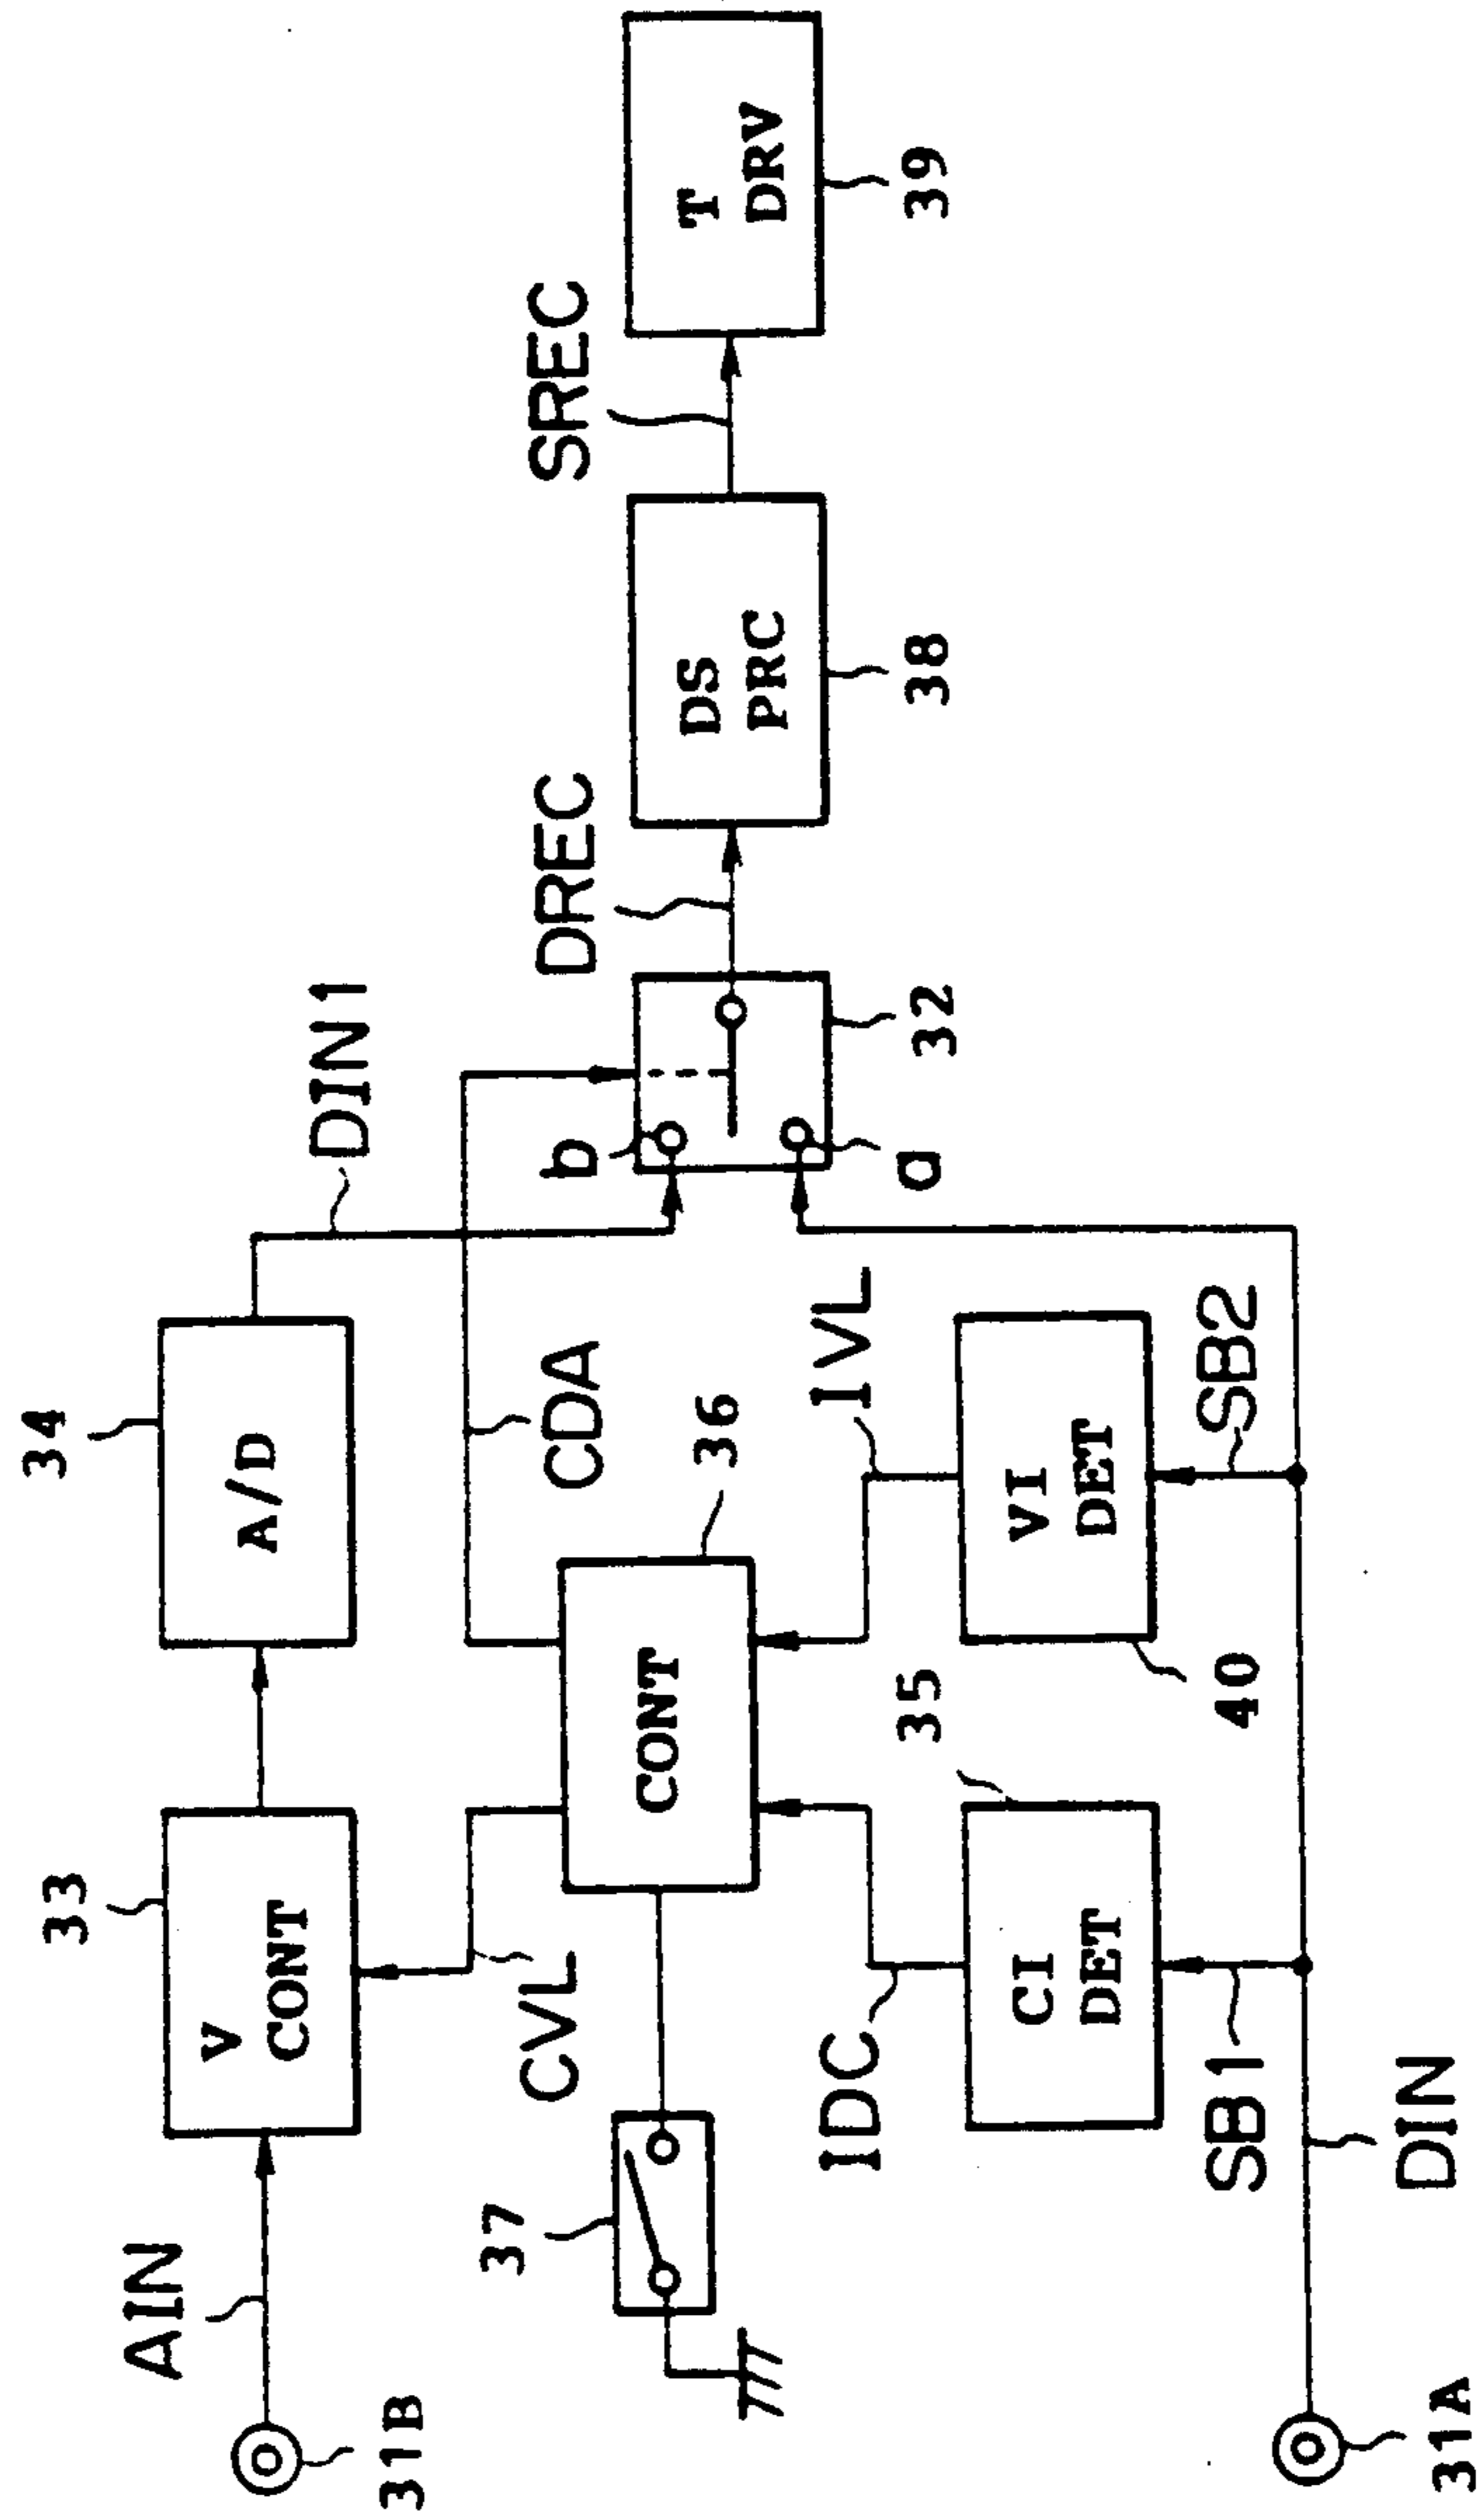 AIN
31B
33
V
CONT
34
A/D
DIN1
CVL
CDA
37
CONT
36
b
32
a
DREC
DS
PRC
38
SREC
T
DRV
39
IDC
35
CI
DET
IVL
VI
DET
40
SB1
SB2
DIN
31A